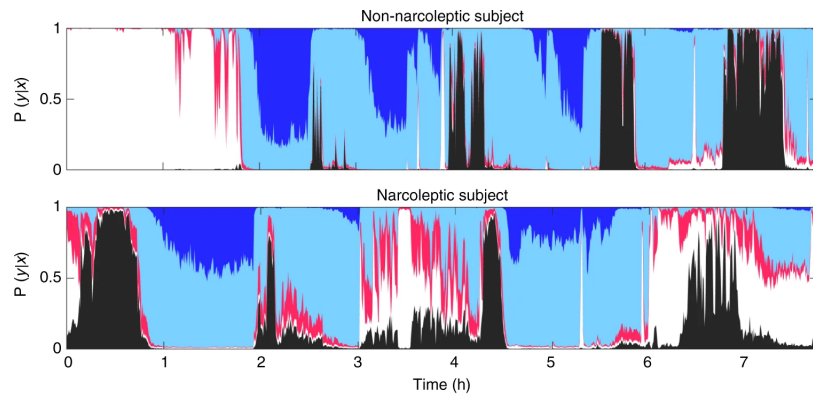 Non-narcoleptic subject
P (y|x)
1
0.5
0
Narcoleptic subject
P (y|x)
1
0.5
0
0 1 2 3 4 5 6 7
Time (h)